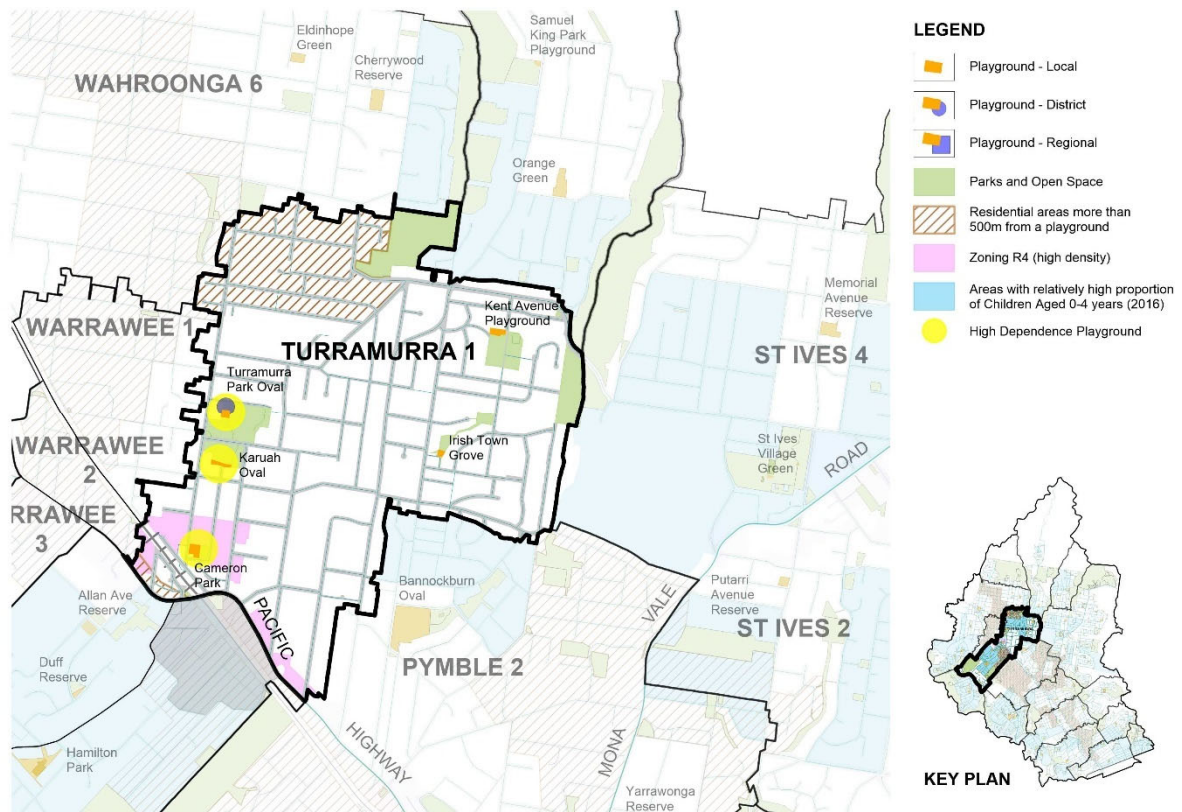 Eldinhope
Green
Cherrywood
Reserve
Samuel
King Park
Playground
WAHROONGA 6
Orange
Green
Kent Avenue
Playground
Memorial
Avenue
Reserve
WARRAWEE 1
TURRAMURRA 1
ST IVES 4
Turramurra
Park Oval
WARRAWEE
2
Karuah
Oval
Irish Town
Grove
St Ives
Village
Green
ROAD
RRAWEE
3
Cameron
Park
Allan Ave
Reserve
Bannockburn
Oval
VALE
Putarri
Avenue
Reserve
ST IVES 2
PACIFIC
Duff
Reserve
PYMBLE 2
HIGHWAY
MONA
Hamilton
Park
Yarrawonga
Reserve
LEGEND
Playground - Local
Playground - District
Playground - Regional
Parks and Open Space
Residential areas more than
500m from a playground
Zoning R4 (high density)
Areas with relatively high proportion
of Children Aged 0-4 years (2016)
High Dependence Playground
KEY PLAN